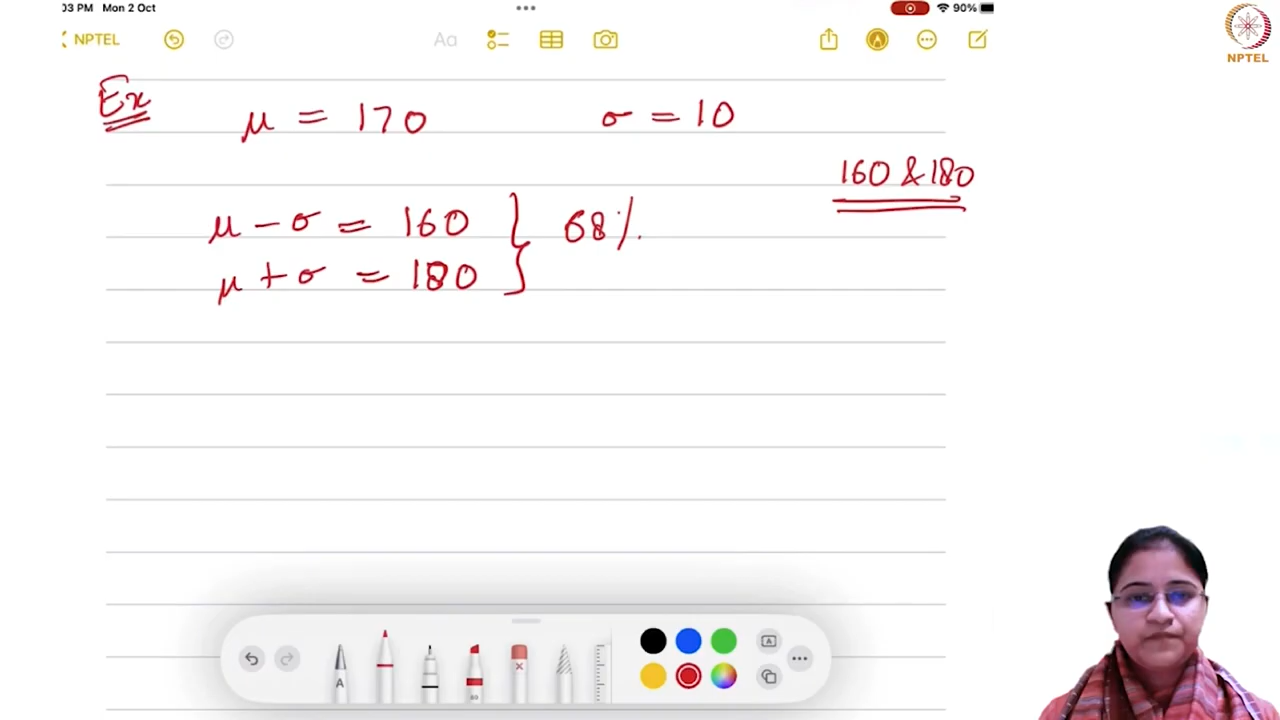 03 PM Mon 2 Oct
90%
NPTEL
Aa
NPTEL
Ex μ = 170 σ = 10
160 & 180
μ - σ = 160 } 68%
μ + σ = 180
A
A